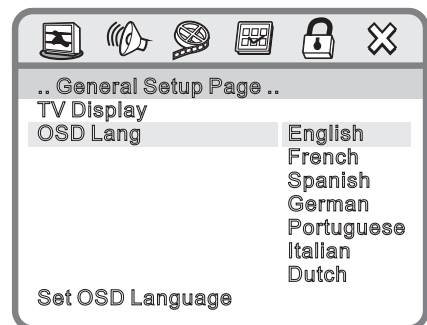 .. General Setup Page ..
TV Display
OSD Lang English
French
Spanish
German
Portuguese
Italian
Dutch
Set OSD Language